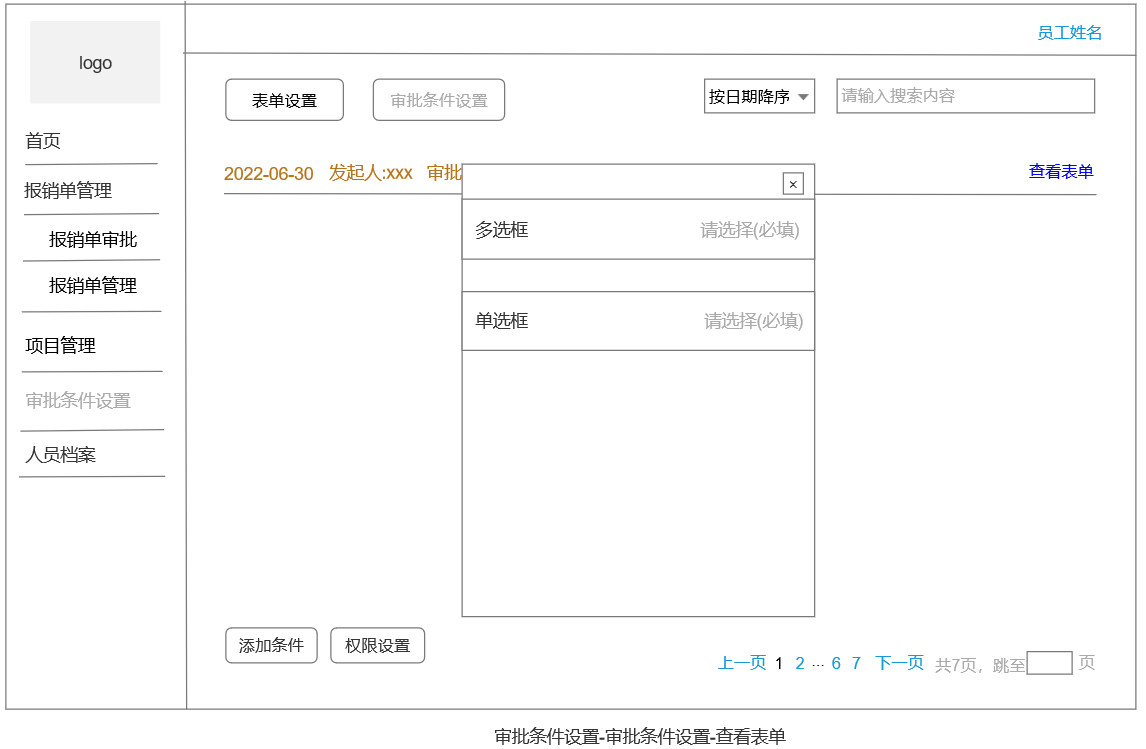 logo
员工姓名
首页
报销单管理
报销单审批
报销单管理
项目管理
审批条件设置
人员档案
表单设置
审批条件设置
按日期降序
请输入搜索内容
2022-06-30 发起人:xxx 审批
查看表单
×
多选框 请选择(必填)
单选框 请选择(必填)
添加条件
权限设置
上一页 1 2 ... 6 7 下一页 共7页，跳至 页
审批条件设置-审批条件设置-查看表单